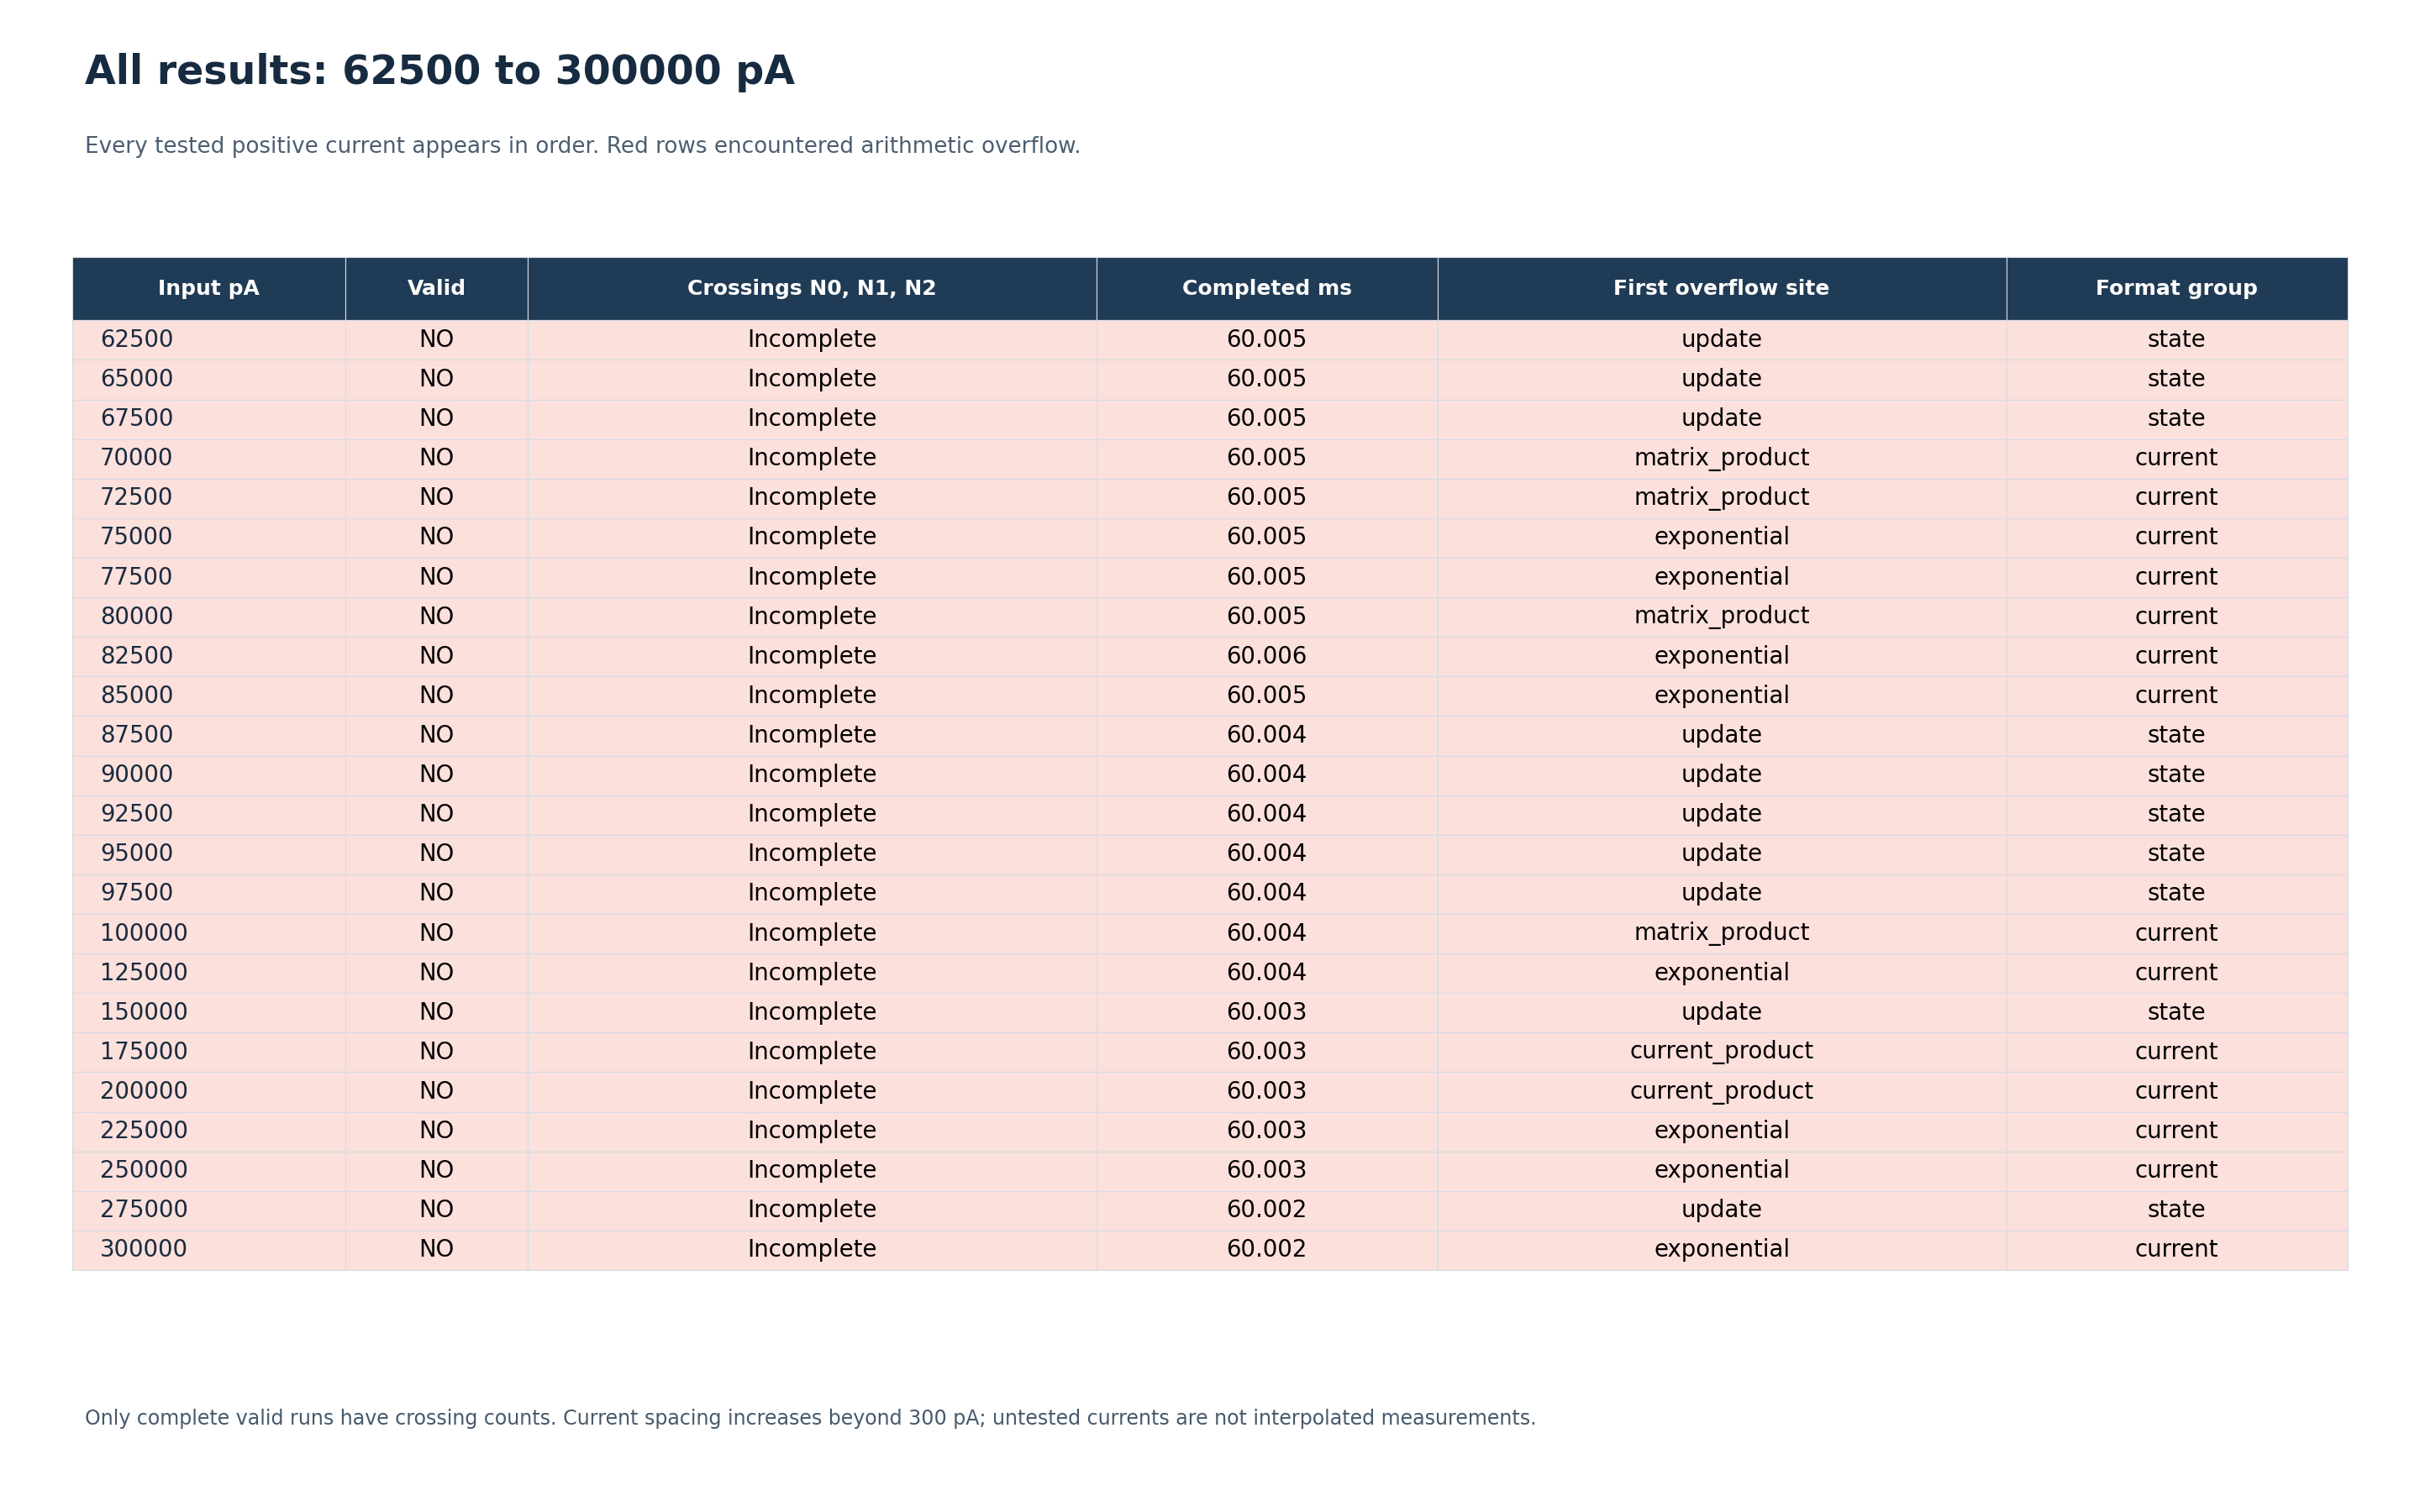 All results: 62500 to 300000 pA
Every tested positive current appears in order. Red rows encountered arithmetic overflow.
Input pA Valid Crossings N0, N1, N2 Completed ms First overflow site Format group
62500 NO Incomplete 60.005 update state
65000 NO Incomplete 60.005 update state
67500 NO Incomplete 60.005 update state
70000 NO Incomplete 60.005 matrix_product current
72500 NO Incomplete 60.005 matrix_product current
75000 NO Incomplete 60.005 exponential current
77500 NO Incomplete 60.005 exponential current
80000 NO Incomplete 60.005 matrix_product current
82500 NO Incomplete 60.006 exponential current
85000 NO Incomplete 60.005 exponential current
87500 NO Incomplete 60.004 update state
90000 NO Incomplete 60.004 update state
92500 NO Incomplete 60.004 update state
95000 NO Incomplete 60.004 update state
97500 NO Incomplete 60.004 update state
100000 NO Incomplete 60.004 matrix_product current
125000 NO Incomplete 60.004 exponential current
150000 NO Incomplete 60.003 update state
175000 NO Incomplete 60.003 current_product current
200000 NO Incomplete 60.003 current_product current
225000 NO Incomplete 60.003 exponential current
250000 NO Incomplete 60.003 exponential current
275000 NO Incomplete 60.002 update state
300000 NO Incomplete 60.002 exponential current
Only complete valid runs have crossing counts. Current spacing increases beyond 300 pA; untested currents are not interpolated measurements.